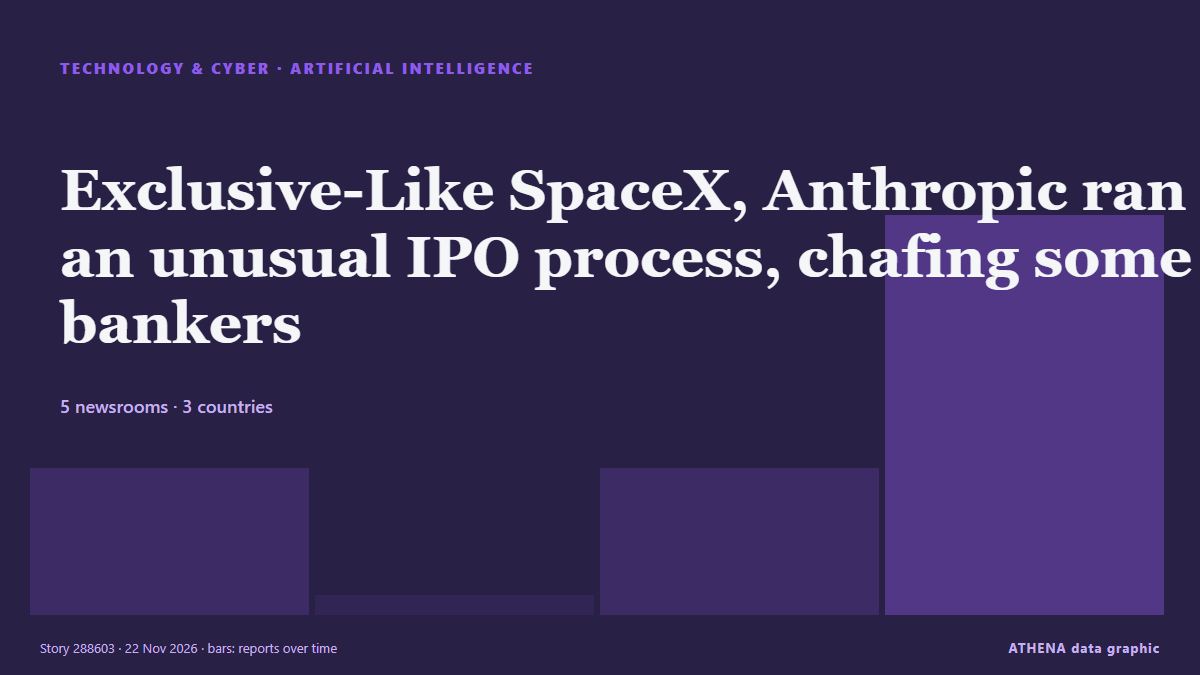 TECHNOLOGY & CYBER · ARTIFICIAL INTELLIGENCE
Exclusive-Like SpaceX, Anthropic ran
an unusual IPO process, chafing some
bankers
5 newsrooms · 3 countries
Story 288603 · 22 Nov 2026 · bars: reports over time
ATHENA data graphic